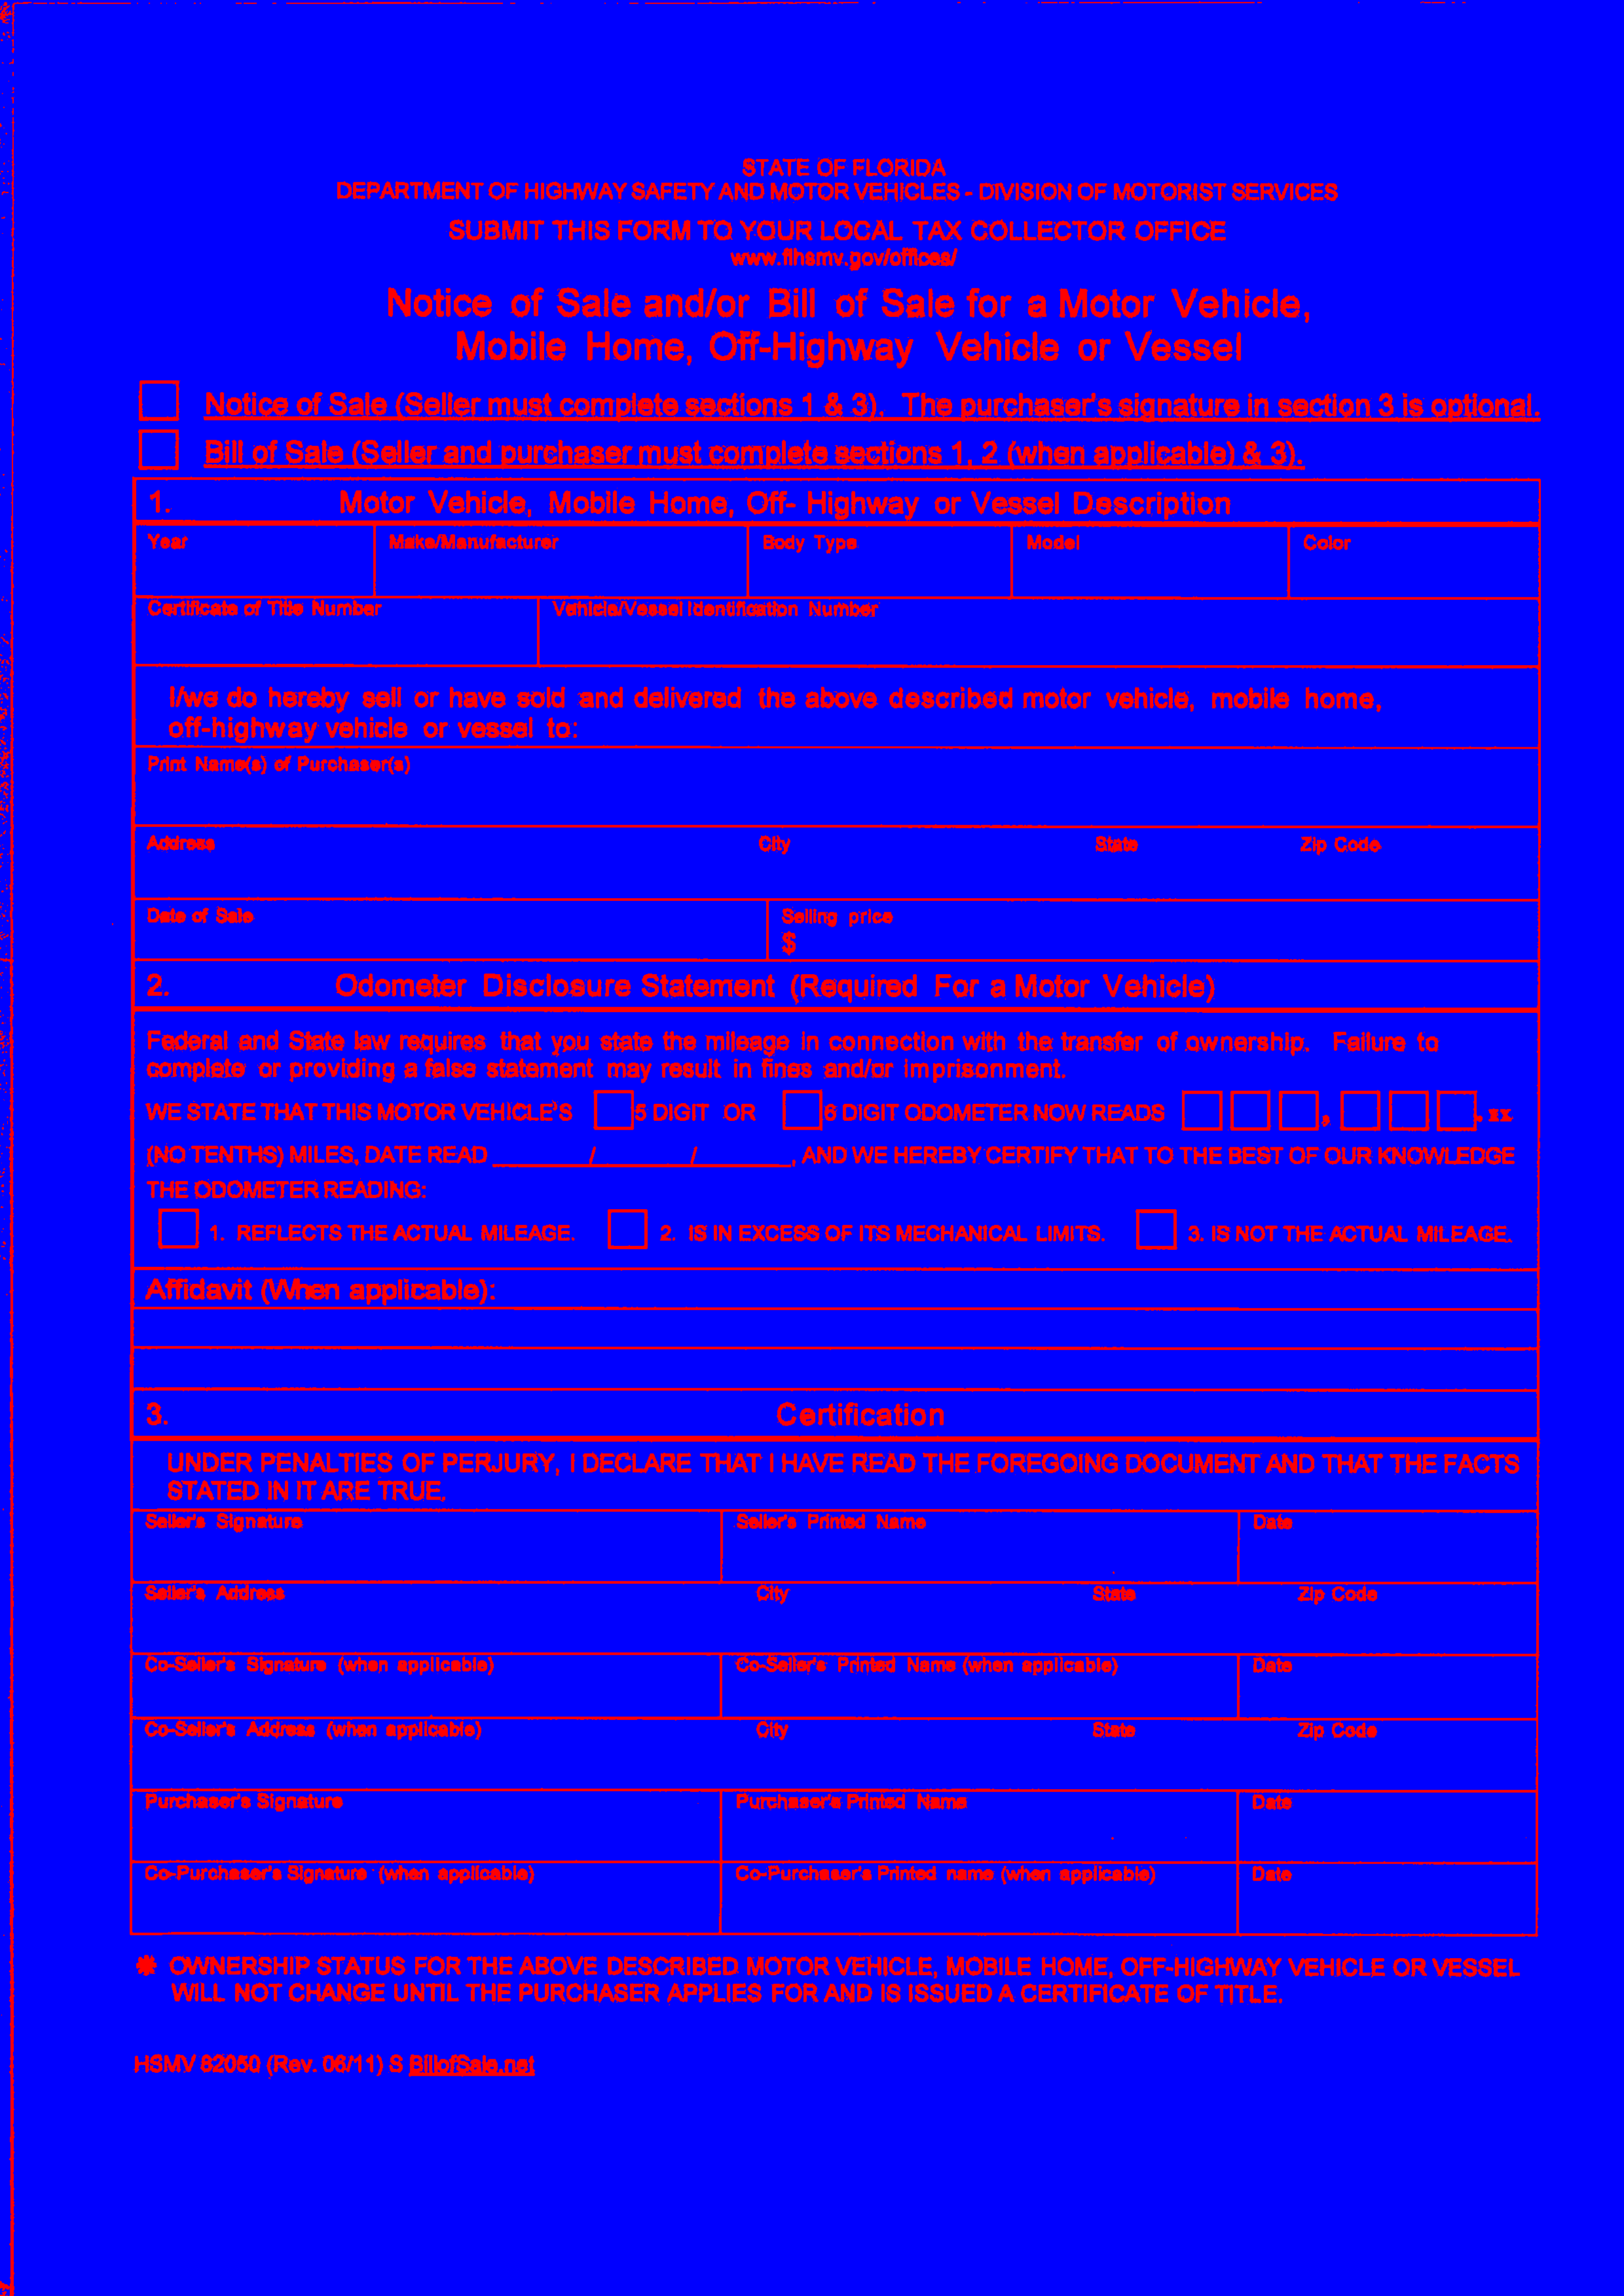 STATE OF FLORIDA
DEPARTMENT OF HIGHWAY SAFETY AND MOTOR VEHICLES - DIVISION OF MOTORIST SERVICES
SUBMIT THIS FORM TO YOUR LOCAL TAX COLLECTOR OFFICE
www.flhsmv.gov/offices/
Notice of Sale and/or Bill of Sale for a Motor Vehicle,
Mobile Home, Off-Highway Vehicle or Vessel
Notice of Sale (Seller must complete sections 1 & 3). The purchaser's signature in section 3 is optional.
Bill of Sale (Seller and purchaser must complete sections 1, 2 (when applicable) & 3).
1. Motor Vehicle, Mobile Home, Off- Highway or Vessel Description
Year Make/Manufacturer Body Type Model Color
Certificate of Title Number Vehicle/Vessel Identification Number
I/we do hereby sell or have sold and delivered the above described motor vehicle, mobile home,
off-highway vehicle or vessel to:
Print Name(s) of Purchaser(s)
Address City State Zip Code
Date of Sale Selling price
$
2. Odometer Disclosure Statement (Required For a Motor Vehicle)
Federal and State law requires that you state the mileage in connection with the transfer of ownership. Failure to
complete or providing a false statement may result in fines and/or imprisonment.
WE STATE THAT THIS MOTOR VEHICLE'S 5 DIGIT OR 6 DIGIT ODOMETER NOW READS , .xx
(NO TENTHS) MILES, DATE READ ______/______/______, AND WE HEREBY CERTIFY THAT TO THE BEST OF OUR KNOWLEDGE
THE ODOMETER READING:
1. REFLECTS THE ACTUAL MILEAGE. 2. IS IN EXCESS OF ITS MECHANICAL LIMITS. 3. IS NOT THE ACTUAL MILEAGE.
Affidavit (When applicable):
3. Certification
UNDER PENALTIES OF PERJURY, I DECLARE THAT I HAVE READ THE FOREGOING DOCUMENT AND THAT THE FACTS
STATED IN IT ARE TRUE.
Seller's Signature Seller's Printed Name Date
Seller's Address City State Zip Code
Co-Seller's Signature (when applicable) Co-Seller's Printed Name (when applicable) Date
Co-Seller's Address (when applicable) City State Zip Code
Purchaser's Signature Purchaser's Printed Name Date
Co-Purchaser's Signature (when applicable) Co-Purchaser's Printed name (when applicable) Date
* OWNERSHIP STATUS FOR THE ABOVE DESCRIBED MOTOR VEHICLE, MOBILE HOME, OFF-HIGHWAY VEHICLE OR VESSEL
WILL NOT CHANGE UNTIL THE PURCHASER APPLIES FOR AND IS ISSUED A CERTIFICATE OF TITLE.
HSMV 82050 (Rev. 06/11) S BillofSale.net